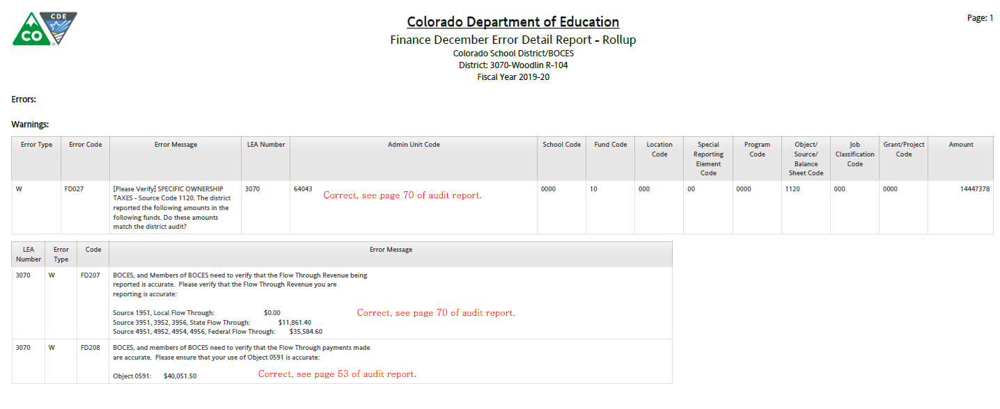 CDE
CO
Colorado Department of Education
Page: 1
Finance December Error Detail Report - Rollup
Colorado School District/BOCES
District: 3070-Woodlin R-104
Fiscal Year 2019-20
Errors:
Warnings:
Error Type Error Code Error Message LEA Number Admin Unit Code School Code Fund Code Location Special Program Object/ Job Grant/Project Amount
Code Reporting Code Source/ Classification Code
Element Balance Code
Code Sheet Code
W FD027 [Please Verify] SPECIFIC OWNERSHIP 3070 64043 0000 10 000 00 0000 1120 000 0000 14447378
TAXES - Source Code 1120. The district Correct, see page 70 of audit report.
reported the following amounts in the
following funds. Do these amounts
match the district audit?
LEA Error Code Error Message
Number Type
3070 W FD207 BOCES, and Members of BOCES need to verify that the Flow Through Revenue being
reported is accurate. Please verify that the Flow Through Revenue you are
reporting is accurate:
Source 1951, Local Flow Through: $0.00 Correct, see page 70 of audit report.
Source 3951, 3952, 3956, State Flow Through: $11,861.40
Source 4951, 4952, 4954, 4956, Federal Flow Through: $35,584.60
3070 W FD208 BOCES, and members of BOCES need to verify that the Flow Through payments made
are accurate. Please ensure that your use of Object 0591 is accurate:
Object 0591: $40,051.50 Correct, see page 53 of audit report.